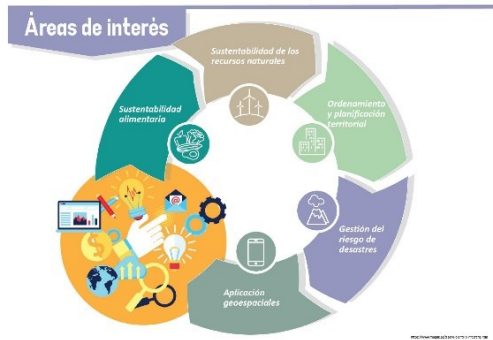 Áreas de interés
Sustentabilidad de los
recursos naturales
Ordenamiento
y planificación
territorial
Gestión del
riesgo de
desastres
Aplicación
geoespaciales
Sustentabilidad
alimentaria